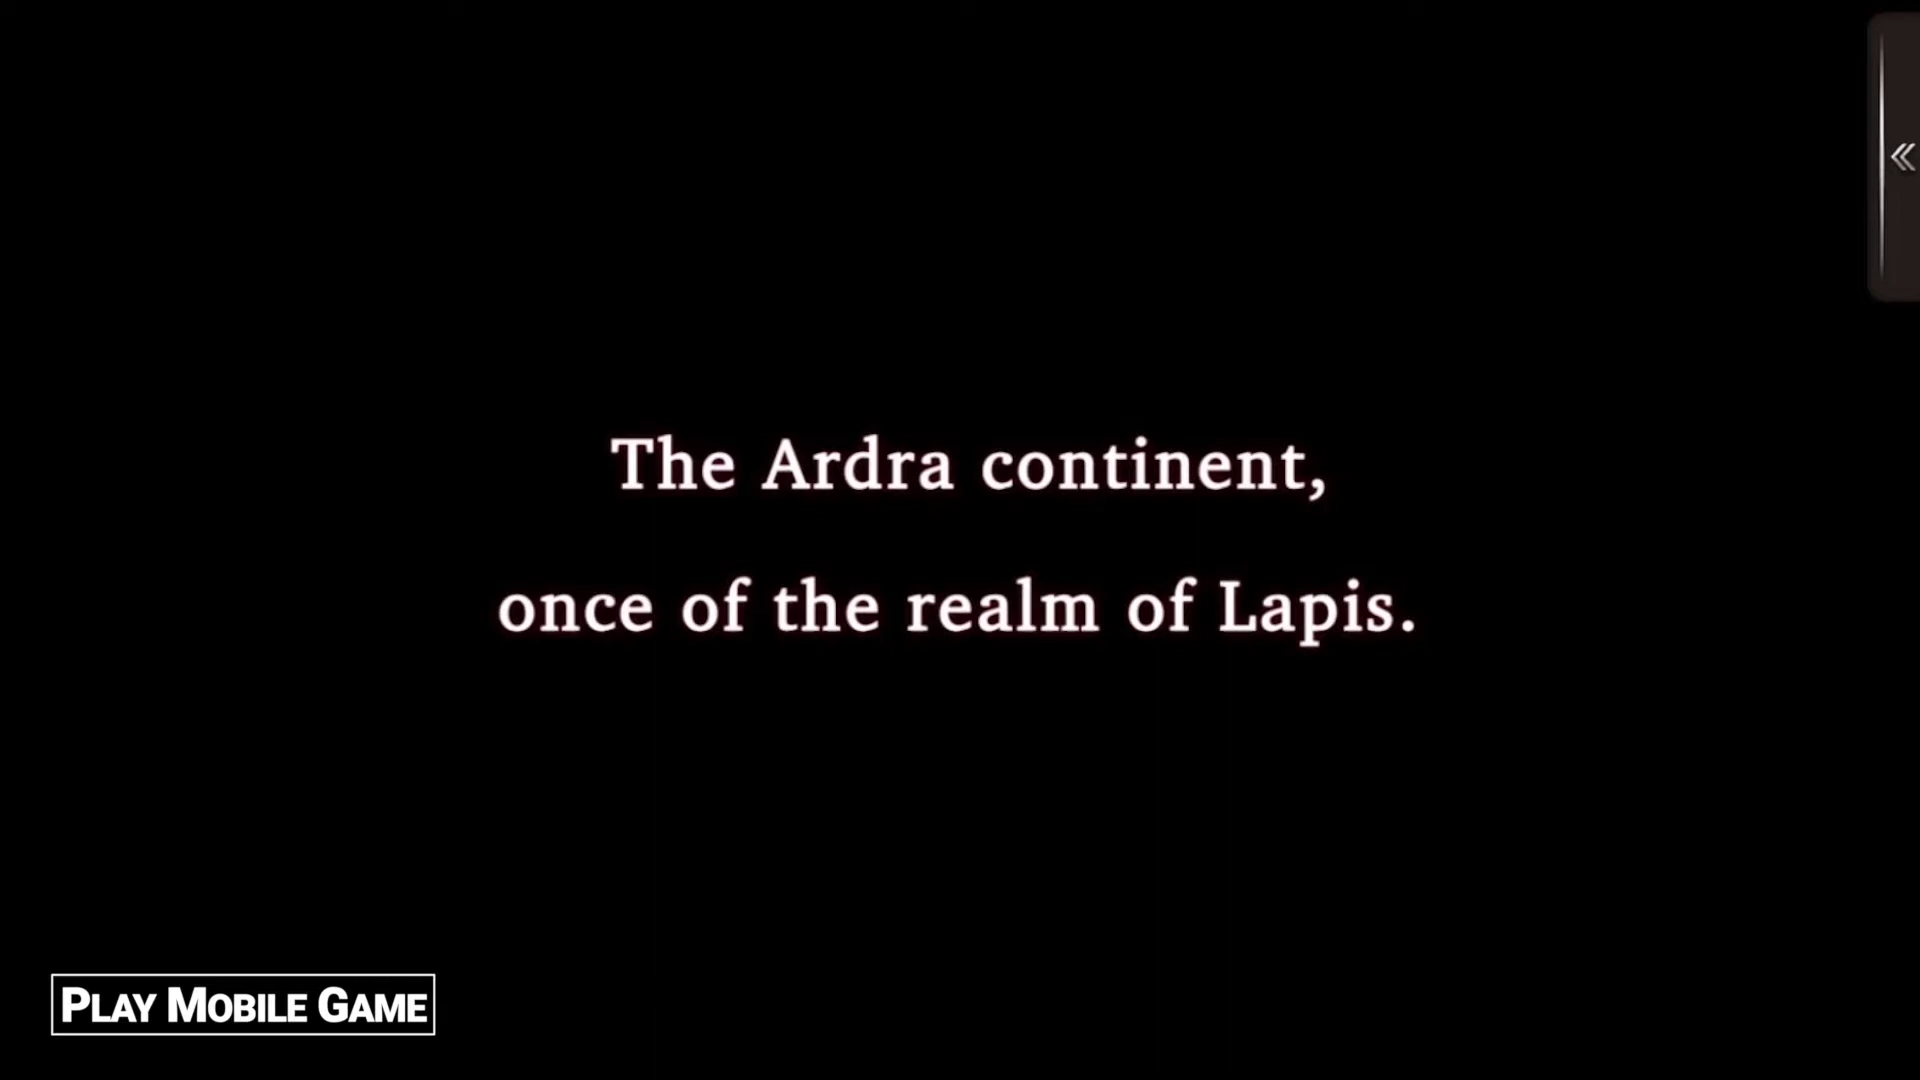 The Ardra continent,
once of the realm of Lapis.
PLAY MOBILE GAME